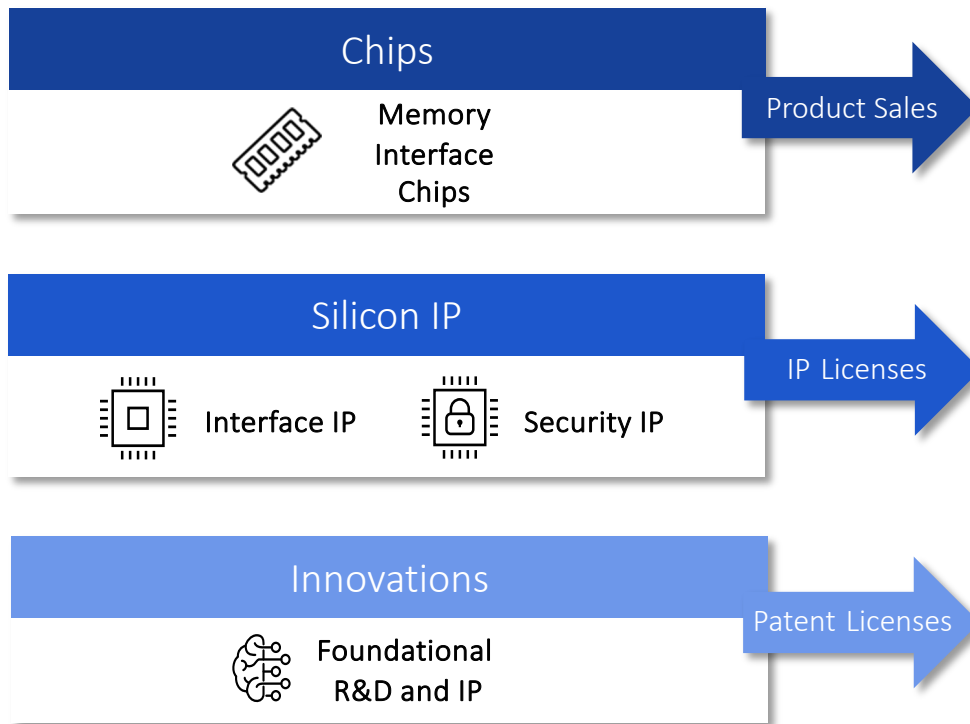 Chips
Product Sales
Memory
Interface
Chips
Silicon IP
IP Licenses
Interface IP
Security IP
Innovations
Patent Licenses
Foundational
R&D and IP